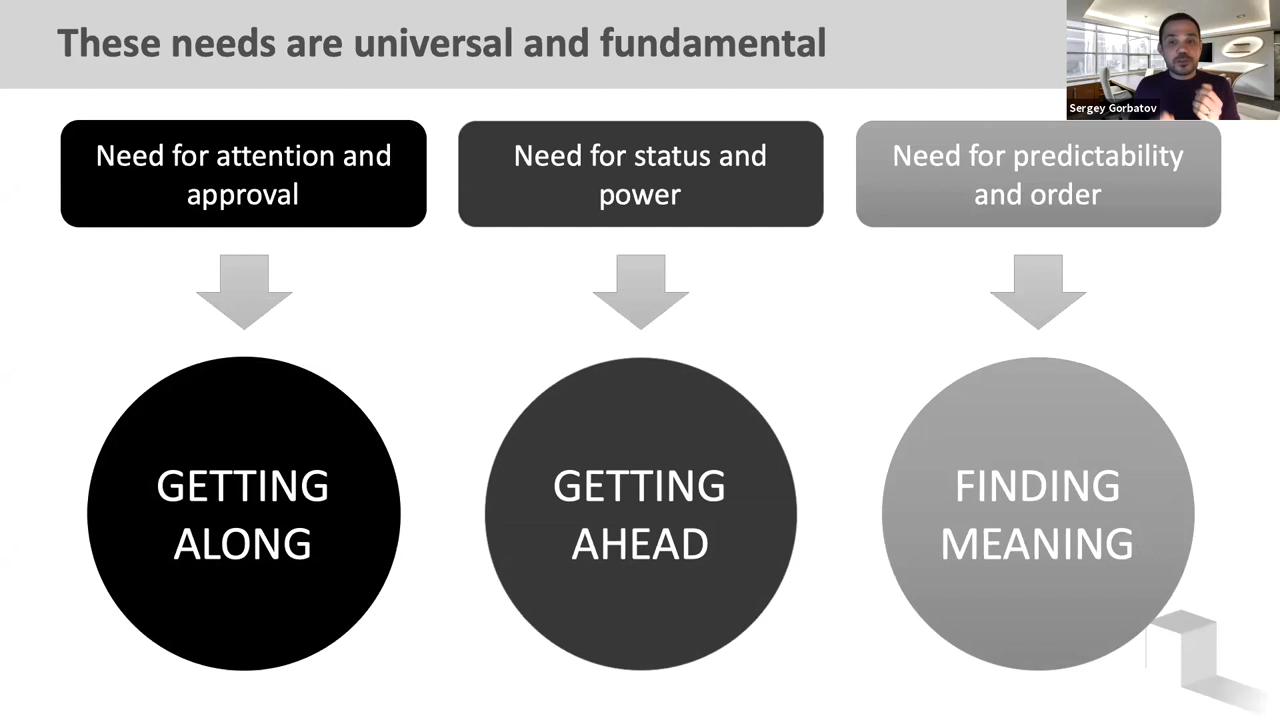 These needs are universal and fundamental
Sergey Gorbatov
Need for attention and
approval
Need for status and
power
Need for predictability
and order
GETTING
ALONG
GETTING
AHEAD
FINDING
MEANING